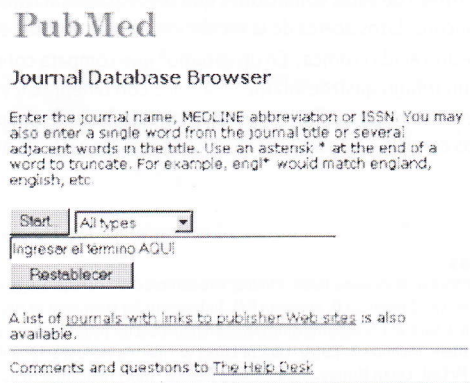 PubMed
Journal Database Browser
Enter the journal name, MEDLINE abbreviation or ISSN. You may
also enter a single word from the journal title or several
adjacent words in the title. Use an asterisk * at the end of a
word to truncate. For example, engl* would match england,
english, etc.
Start All types
Ingresar el término AQUI
Restablecer
A list of journals with links to publisher Web sites is also
available.
Comments and questions to The Help Desk